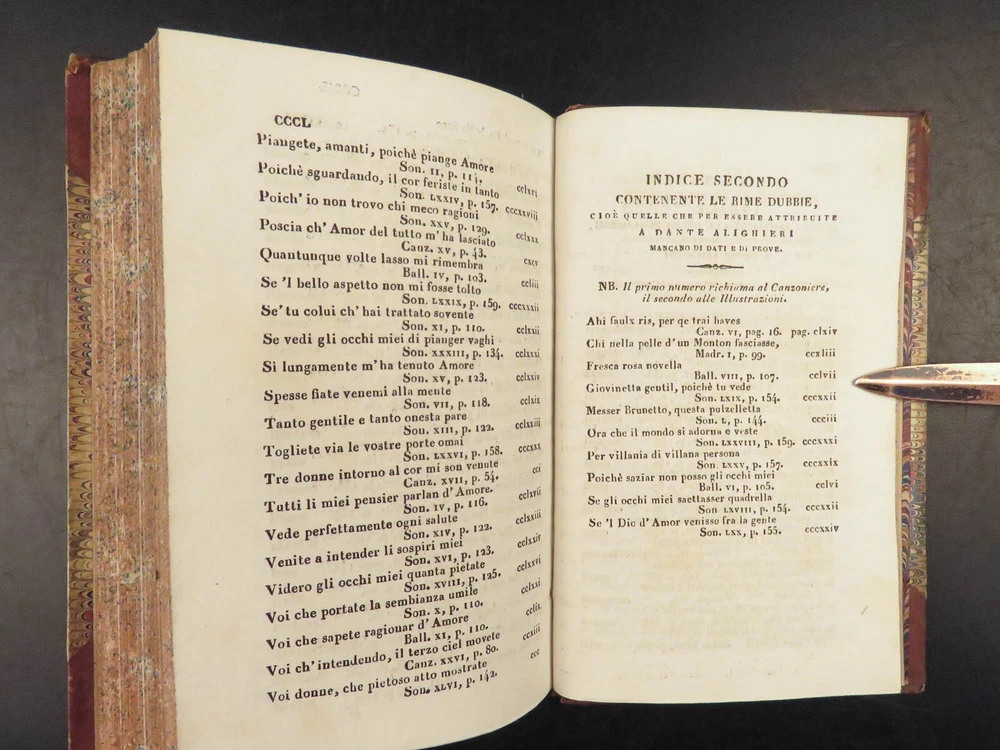 CCCL
Piangete, amanti, poichè piange Amore
Son. II, p. 114. cclxvi
Poichè sguardando, il cor feriste in tanto
Son. LXXIV, p. 157. cccxxviii
Poich' io non trovo chi meco ragioni
Son. XXV, p. 129. cclxxx
Poscia ch' Amor del tutto m' ha lasciato
Canz. XV, p. 43. cxcv
Quantunque volte lasso mi rimembra
Ball. IV, p. 103. ccliii
Se 'l bello aspetto non mi fosse tolto
Son. LXXIX, p. 159. cccxxxii
Se' tu colui ch' hai trattato sovente
Son. XI, p. 110. cclxxii
Se vedi gli occhi miei di pianger vaghi
Son. XXXIII, p. 134. cclxxxi
Sì lungamente m' ha tenuto Amore
Son. XV, p. 123. cclxxiv
Spesse fiate venemi alla mente
Son. VII, p. 118. cclxix
Tanto gentile e tanto onesta pare
Son. XIII, p. 122. cclxxiii
Togliete via le vostre porte omai
Son. LXXVI, p. 158. cccxxx
Tre donne intorno al cor mi son venute
Canz. XVII, p. 54. cci
Tutti li miei pensier parlan d' Amore.
Son. IV, p. 116. cclxvii
Vede perfettamente ogni salute
Son. XIV, p. 122. cclxxiii
Venite a intender li sospiri miei
Son. XVI, p. 123. cclxxiv
Videro gli occhi miei quanta pietate
Son. XVIII, p. 125. cclxxvi
Voi che portate la sembianza umile
Son. X, p. 110. cclxxi
Voi che sapete ragionar d' Amore
Ball. XI, p. 110. cclix
Voi ch' intendendo, il terzo ciel movete
Canz. XXVI, p. 80. ccxiii
Voi donne, che pietoso atto mostrate
Son. XLVI, p. 142. ccc
INDICE SECONDO
CONTENENTE LE RIME DUBBIE,
CIOÈ QUELLE CHE PER ESSERE ATTRIBUITE
A DANTE ALIGHIERI
MANCANO DI DATI E DI PROVE.
NB. Il primo numero richiama al Canzoniere,
il secondo alle Illustrazioni.
Ahi faulx ris, per qe trai haves
Canz. VI, pag. 16. pag. clxiv
Chi nella pelle d' un Monton fasciasse,
Madr. I, p. 99. ccxliii
Fresca rosa novella
Ball. VIII, p. 107. cclvii
Giovinetta gentil, poichè tu vede
Son. LXIX, p. 154. cccxxii
Messer Brunetto, questa pulzelletta
Son. L, p. 144. ccciii
Ora che il mondo si adorna e veste
Son. LXXVIII, p. 159. cccxxxi
Per villania di villana persona
Son. LXXV, p. 157. cccxxix
Poichè saziar non posso gli occhi miei
Ball. VI, p. 105. cclvi
Se gli occhi miei saettasser quadrella
Son LXVIII, p. 154. cccxxii
Se 'l Dio d' Amor venisso fra la gente
Son. LXX, p. 155. cccxxiv